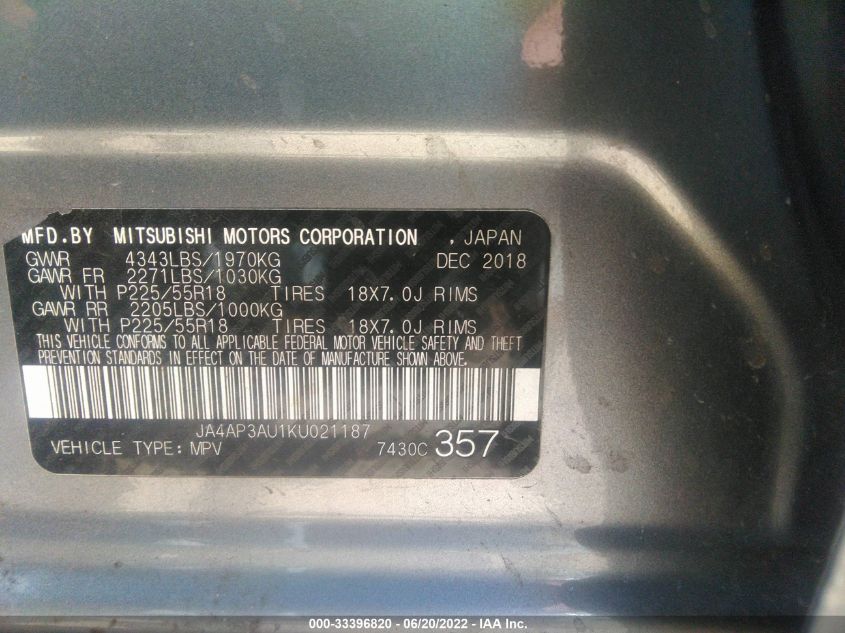 MFD.BY MITSUBISHI MOTORS CORPORATION , JAPAN
GVWR 4343LBS/1970KG DEC 2018
GAWR FR 2271LBS/1030KG
WITH P225/55R18 TIRES 18X7.0J RIMS
GAWR RR 2205LBS/1000KG
WITH P225/55R18 TIRES 18X7.0J RIMS
THIS VEHICLE CONFORMS TO ALL APPLICABLE FEDERAL MOTOR VEHICLE SAFETY AND THEFT
PREVENTION STANDARDS IN EFFECT ON THE DATE OF MANUFACTURE SHOWN ABOVE.
JA4AP3AU1KU021187
VEHICLE TYPE: MPV 7430C 357
000-33396820 - 06/20/2022 - IAA Inc.